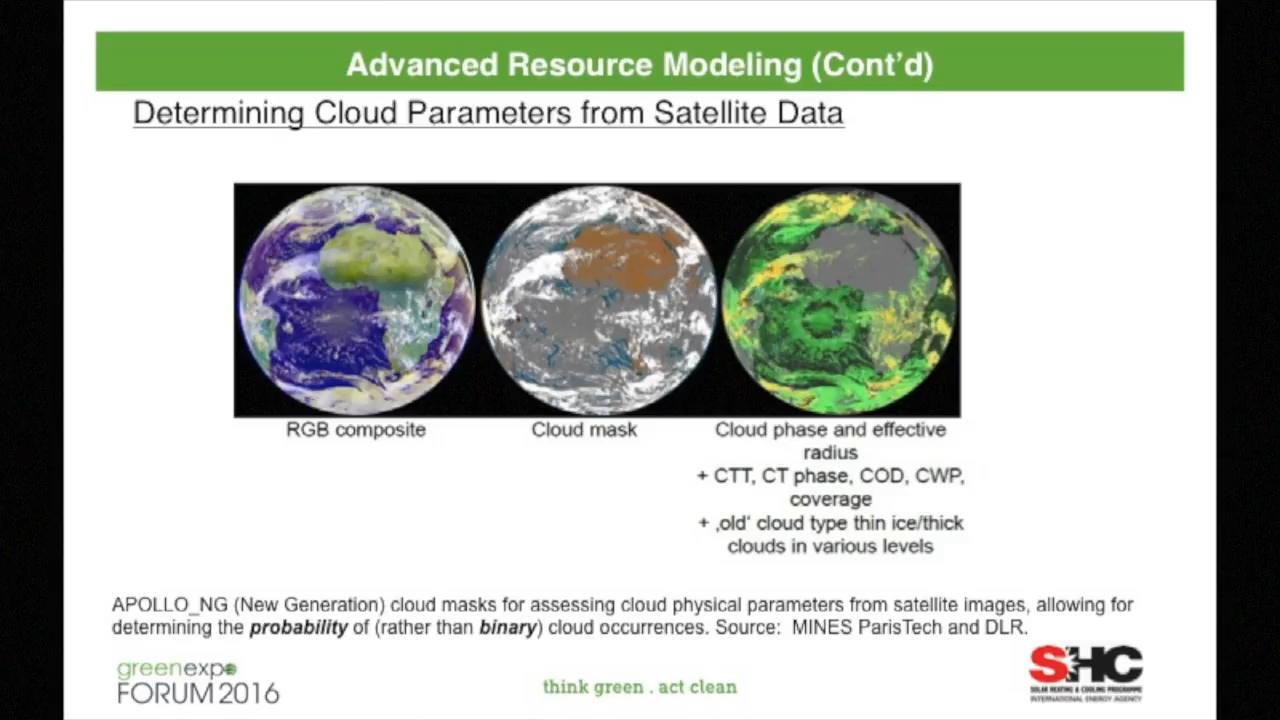 Advanced Resource Modeling (Cont’d)
Determining Cloud Parameters from Satellite Data
RGB composite
Cloud mask
Cloud phase and effective
radius
+ CTT, CT phase, COD, CWP,
coverage
+ ‚old‘ cloud type thin ice/thick
clouds in various levels
APOLLO_NG (New Generation) cloud masks for assessing cloud physical parameters from satellite images, allowing for
determining the probability of (rather than binary) cloud occurrences. Source: MINES ParisTech and DLR.
greenexpo
FORUM 2016
think green . act clean
SHC
SOLAR HEATING & COOLING PROGRAMME
INTERNATIONAL ENERGY AGENCY